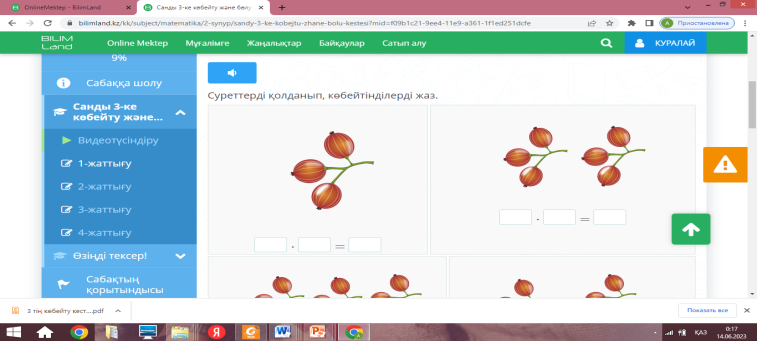 OnlineMektep - BilimLand
Санды 3-ке көбейту және бөлу
bilimland.kz/kk/subject/matematika/2-synyp/sandy-3-ke-kobejtu-zhane-bolu-kestesi?mid=f09b1c21-9ee4-11e9-a361-1f1ed251dcfe
Приостановлена
BILIM
Land
Online Mektep
Мұғалімге
Жаңалықтар
Байқаулар
Сатып алу
КУРАЛАЙ
9%
Сабаққа шолу
Санды 3-ке
көбейту және...
Видеотүсіндіру
1-жаттығу
2-жаттығу
3-жаттығу
4-жаттығу
Өзіңді тексер!
Сабақтың
қорытындысы
Суреттерді қолданып, көбейтінділерді жаз.
· =
· =
3 тің көбейту кест....pdf
Показать все
ҚАЗ
0:17
14.06.2023